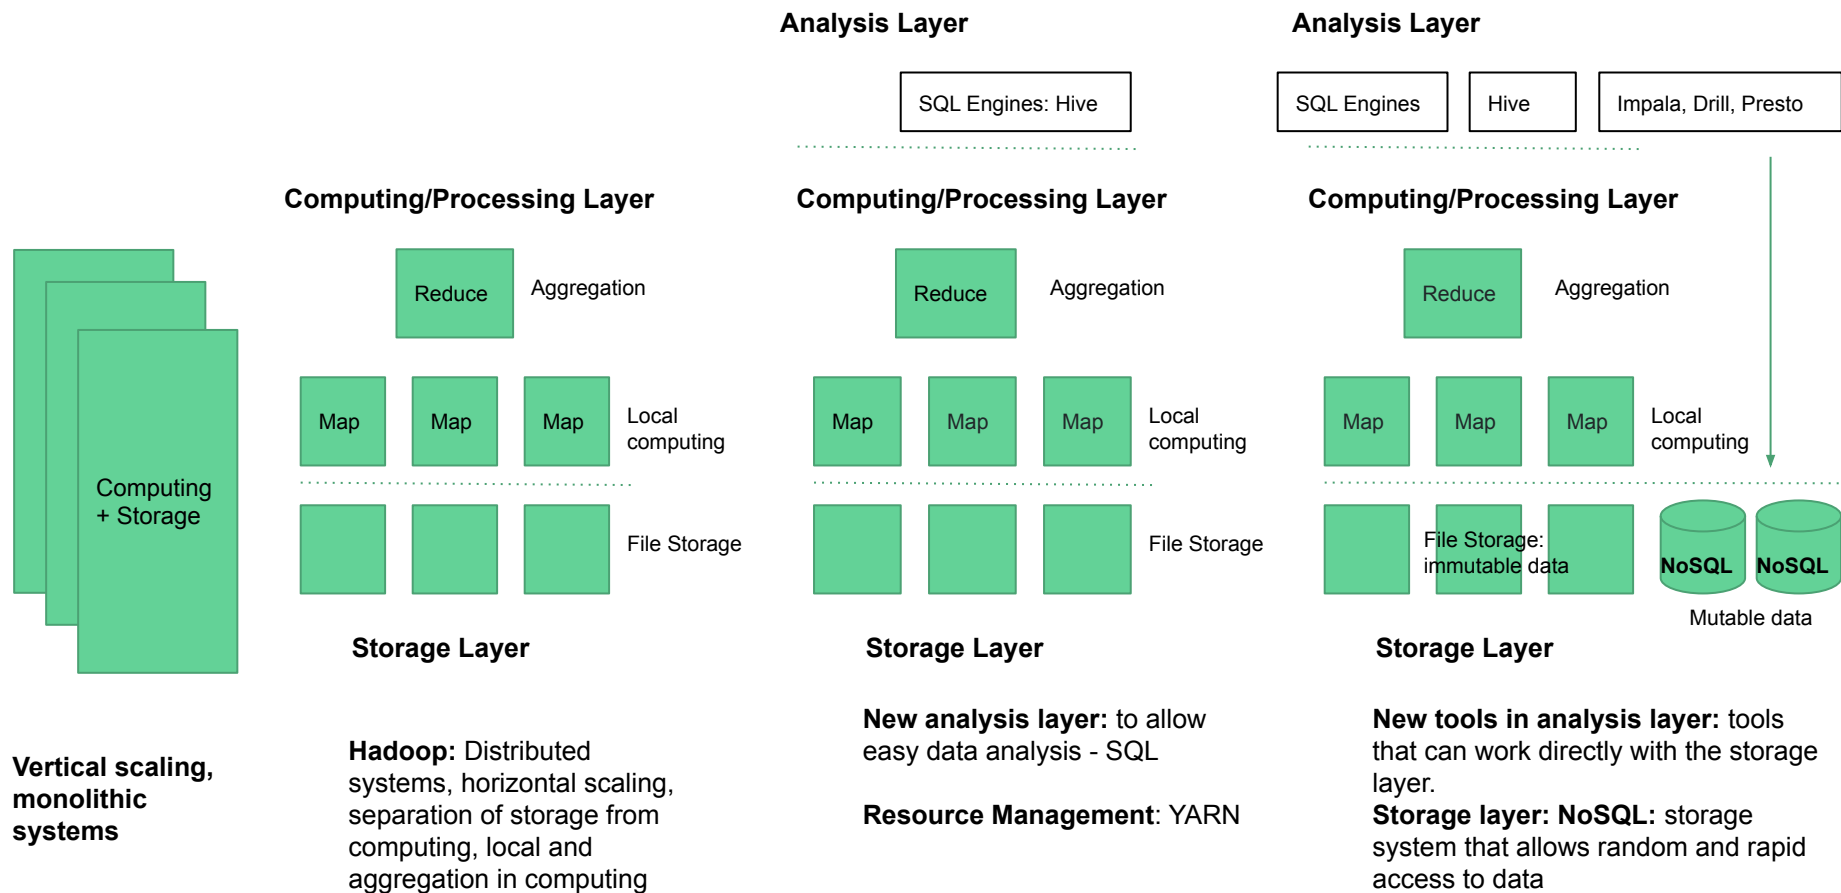 Analysis Layer
Analysis Layer
SQL Engines: Hive
SQL Engines
Hive
Impala, Drill, Presto
Computing/Processing Layer
Computing/Processing Layer
Computing/Processing Layer
Reduce
Aggregation
Reduce
Aggregation
Reduce
Aggregation
Map
Map
Map
Local
computing
Map
Map
Map
Local
computing
Map
Map
Map
Local
computing
Computing
+ Storage
File Storage
File Storage
File Storage:
immutable data
NoSQL
NoSQL
Mutable data
Storage Layer
Storage Layer
Storage Layer
Vertical scaling,
monolithic
systems
Hadoop: Distributed
systems, horizontal scaling,
separation of storage from
computing, local and
aggregation in computing
New analysis layer: to allow
easy data analysis - SQL
Resource Management: YARN
New tools in analysis layer: tools
that can work directly with the storage
layer.
Storage layer: NoSQL: storage
system that allows random and rapid
access to data